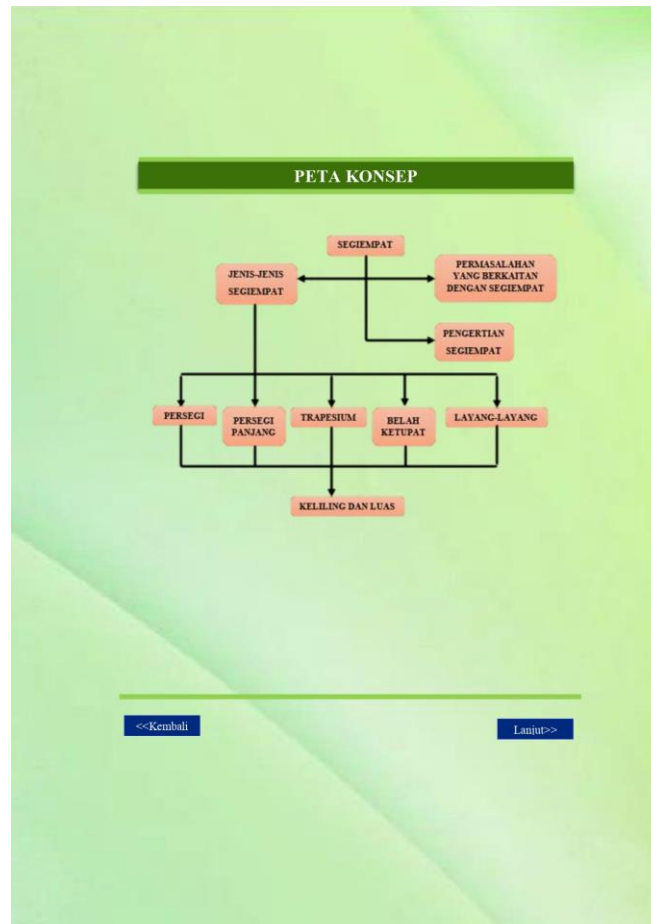 PETA KONSEP
SEGIEMPAT
JENIS-JENIS
SEGIEMPAT
PERMASALAHAN
YANG BERKAITAN
DENGAN SEGIEMPAT
PENGERTIAN
SEGIEMPAT
PERSEGI
PERSEGI
PANJANG
TRAPESIUM
BELAH
KETUPAT
LAYANG-LAYANG
KELILING DAN LUAS
<<Kembali
Lanjut>>